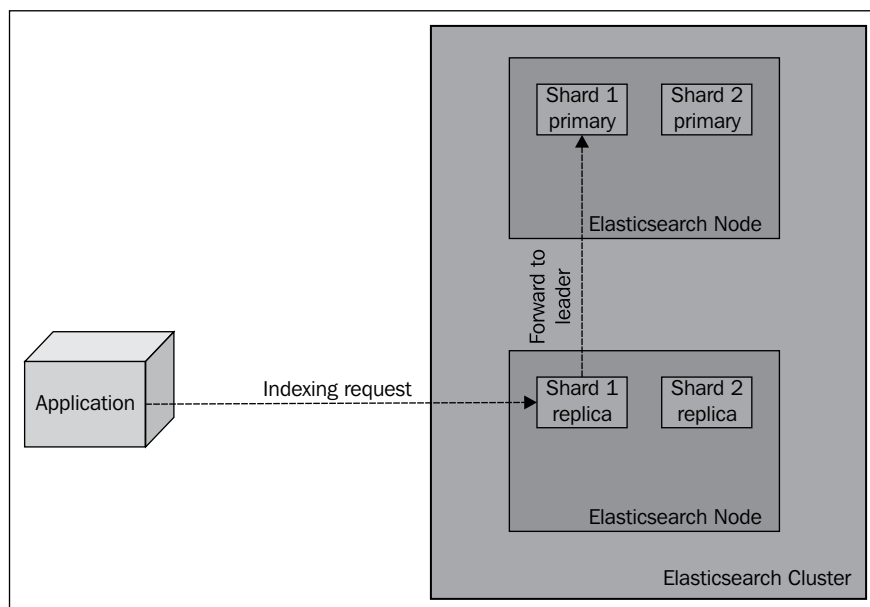 Shard 1
primary
Shard 2
primary
Elasticsearch Node
Forward to
leader
Application
Indexing request
Shard 1
replica
Shard 2
replica
Elasticsearch Node
Elasticsearch Cluster